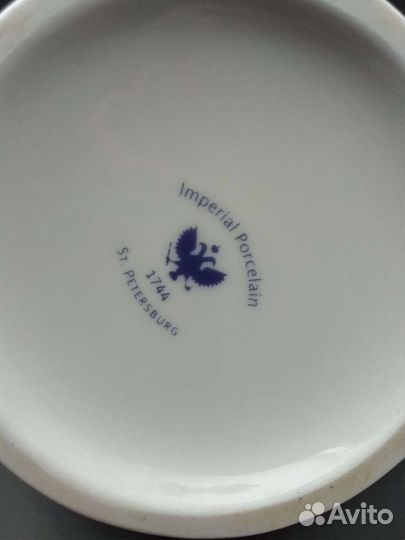 Imperial Porcelain
1744
St. Petersburg
Avito